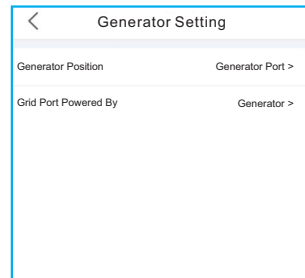 Generator Setting
Generator Position Generator Port >
Grid Port Powered By Generator >